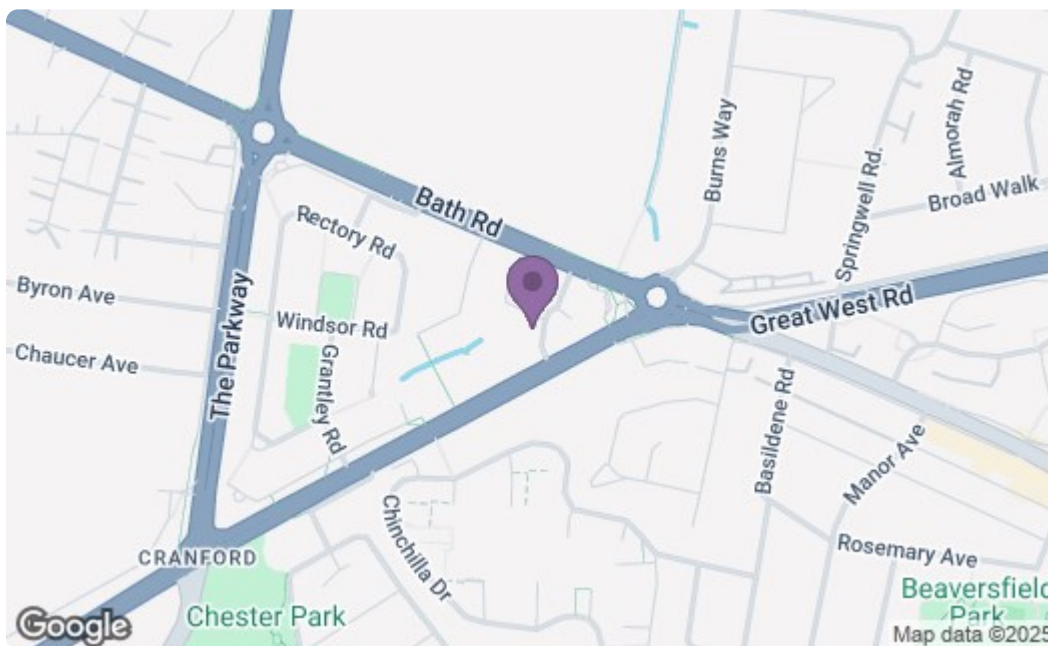 Almorah Rd
Burns Way
Springwell Rd.
Broad Walk
Bath Rd
Rectory Rd
Byron Ave
The Parkway
Windsor Rd
Great West Rd
Chaucer Ave
Grantley Rd
Basildene Rd
Manor Ave
Chinchilla Dr
CRANFORD
Rosemary Ave
Chester Park
Beaversfield
Park
Google
Map data ©2025